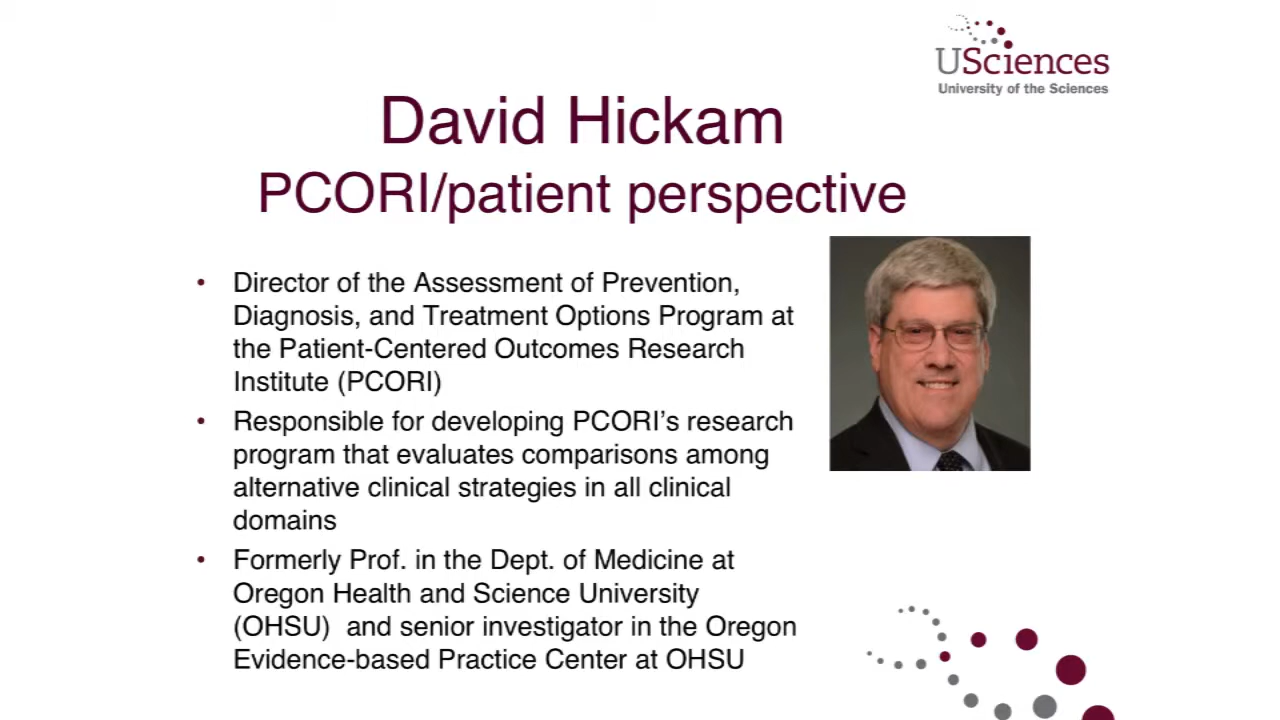 USciences
University of the Sciences
David Hickam
PCORI/patient perspective
• Director of the Assessment of Prevention,
Diagnosis, and Treatment Options Program at
the Patient-Centered Outcomes Research
Institute (PCORI)
• Responsible for developing PCORI’s research
program that evaluates comparisons among
alternative clinical strategies in all clinical
domains
• Formerly Prof. in the Dept. of Medicine at
Oregon Health and Science University
(OHSU)  and senior investigator in the Oregon
Evidence-based Practice Center at OHSU